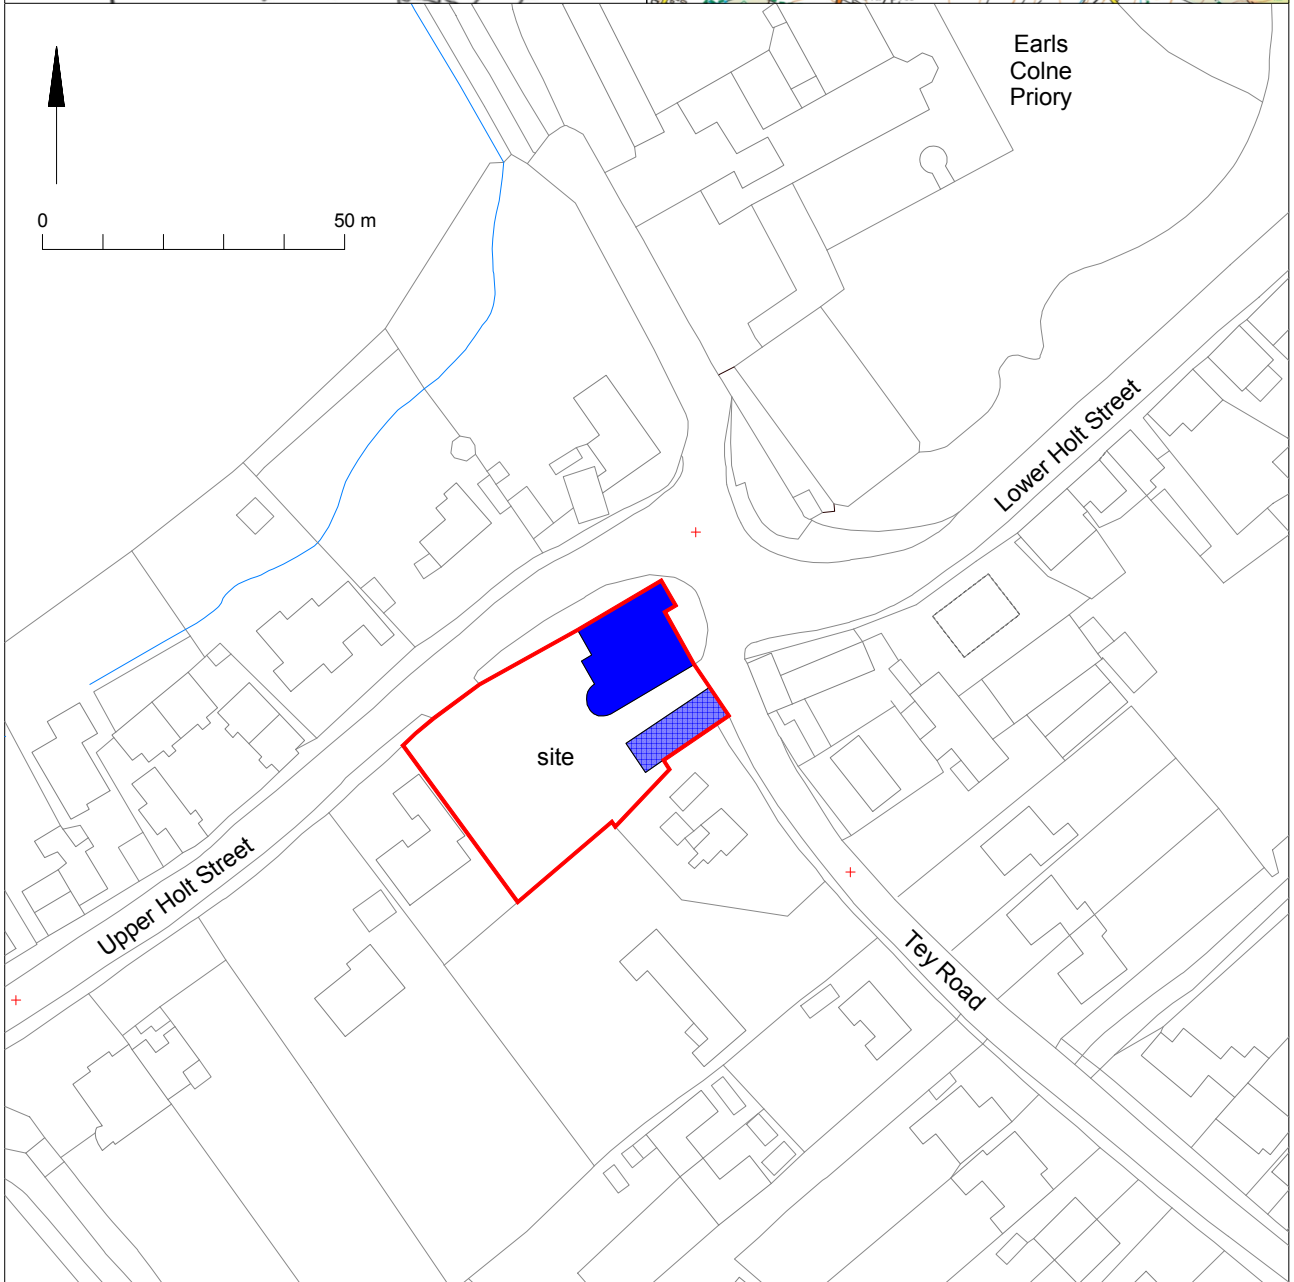 Earls
Colne
Priory
0 50 m
Lower Holt Street
site
Upper Holt Street
Tey Road